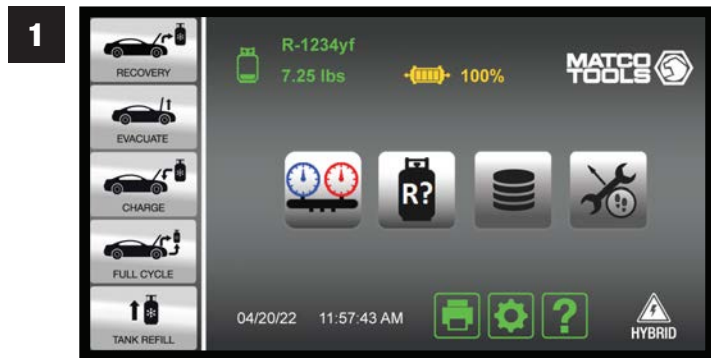 1
RECOVERY
EVACUATE
CHARGE
FULL CYCLE
TANK REFILL
R-1234yf
7.25 lbs
100%
MATCO
TOOLS
R?
04/20/22 11:57:43 AM
?
HYBRID